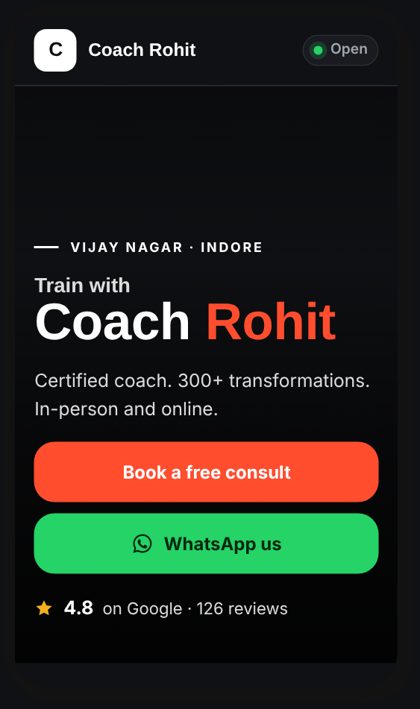 C Coach Rohit Open
VIJAY NAGAR · INDORE
Train with
Coach Rohit
Certified coach. 300+ transformations.
In-person and online.
Book a free consult
WhatsApp us
4.8 on Google · 126 reviews